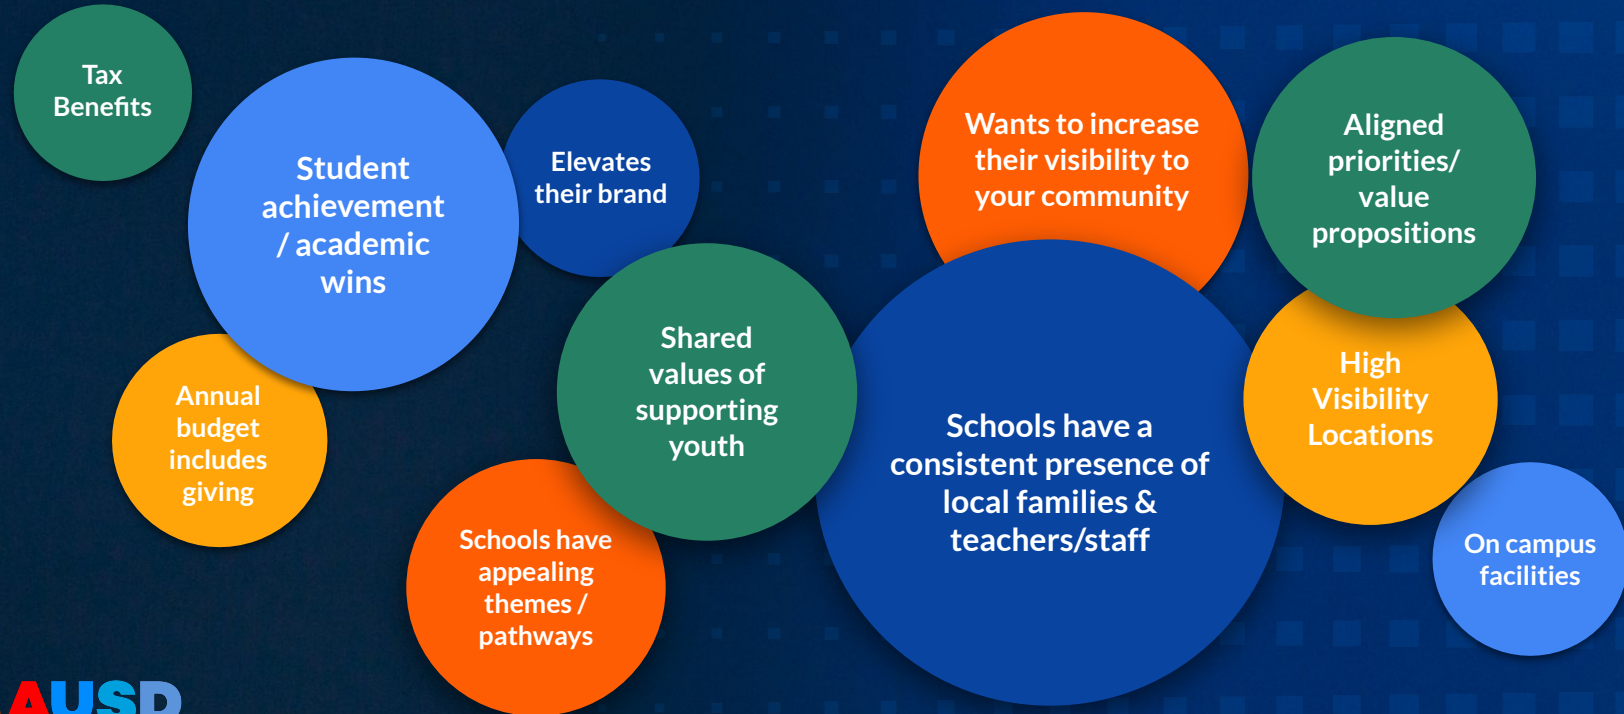 Tax
Benefits
Student
achievement
/ academic
wins
Elevates
their brand
Annual
budget
includes
giving
Shared
values of
supporting
youth
Schools have
appealing
themes /
pathways
Wants to increase
their visibility to
your community
Aligned
priorities/
value
propositions
Schools have a
consistent presence of
local families &
teachers/staff
High
Visibility
Locations
On campus
facilities
AUSD